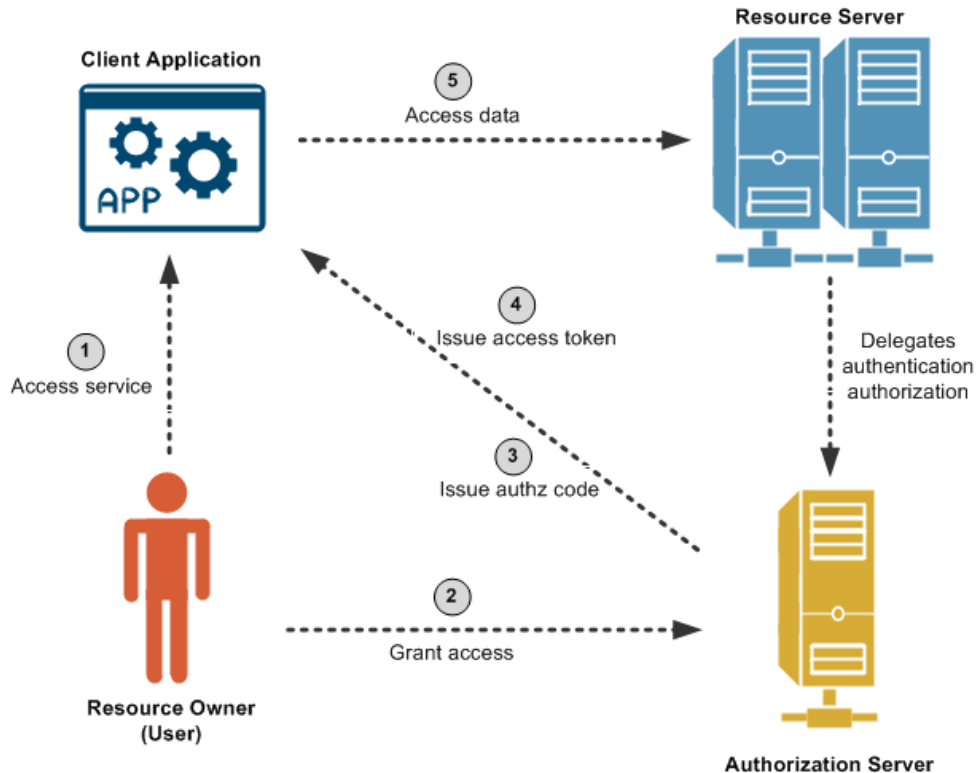 Resource Server
Client Application
APP
5
Access data
4
Issue access token
1
Access service
Delegates
authentication
authorization
3
Issue authz code
2
Grant access
Resource Owner
(User)
Authorization Server